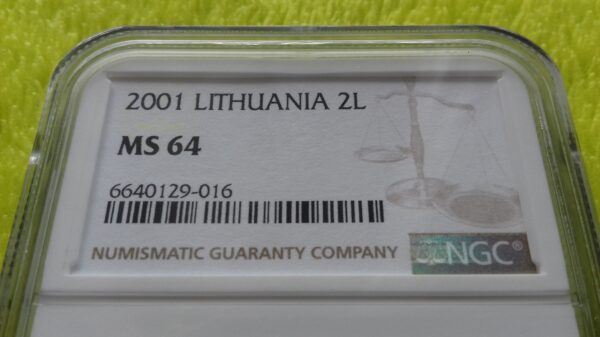 2001 LITHUANIA 2L
MS 64
6640129-016
NUMISMATIC GUARANTY COMPANY NGC®